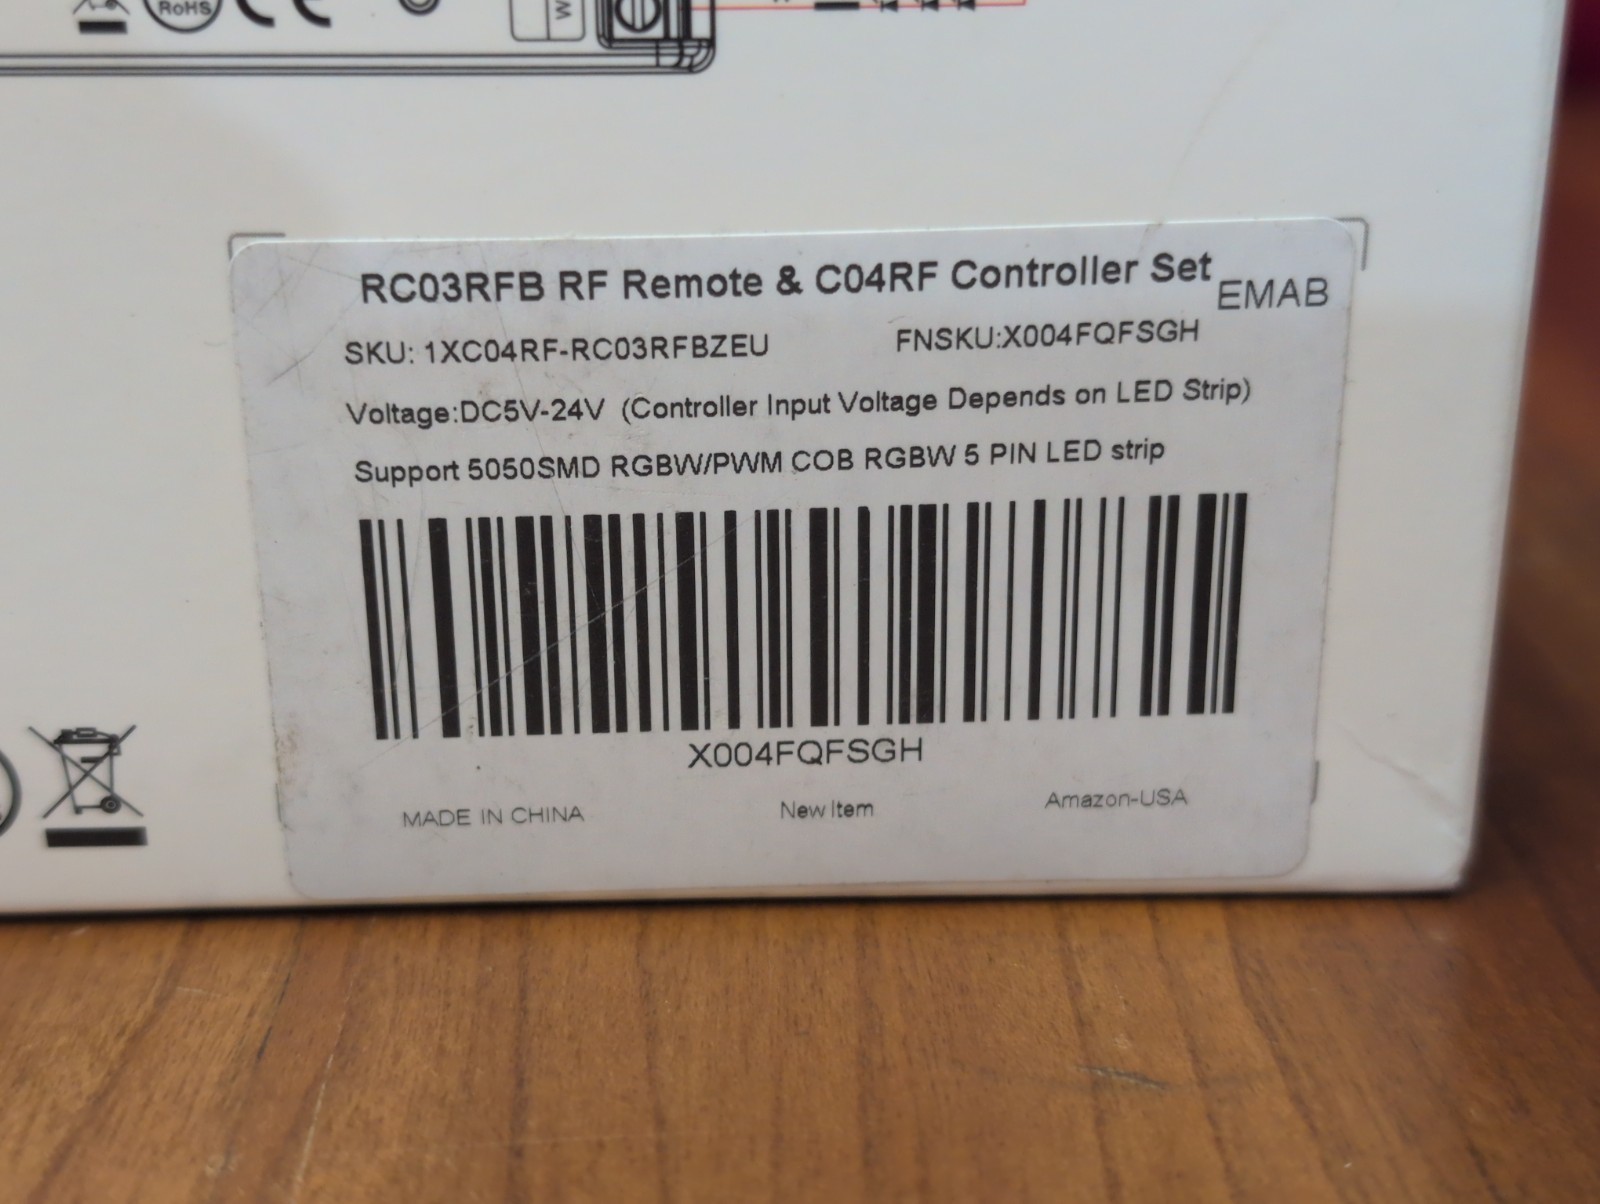 RoHS
CE
W
RC03RFB RF Remote & C04RF Controller Set
EMAB
SKU: 1XC04RF-RC03RFBZEU
FNSKU:X004FQFSGH
Voltage:DC5V-24V (Controller Input Voltage Depends on LED Strip)
Support 5050SMD RGBW/PWM COB RGBW 5 PIN LED strip
X004FQFSGH
MADE IN CHINA
New Item
Amazon-USA